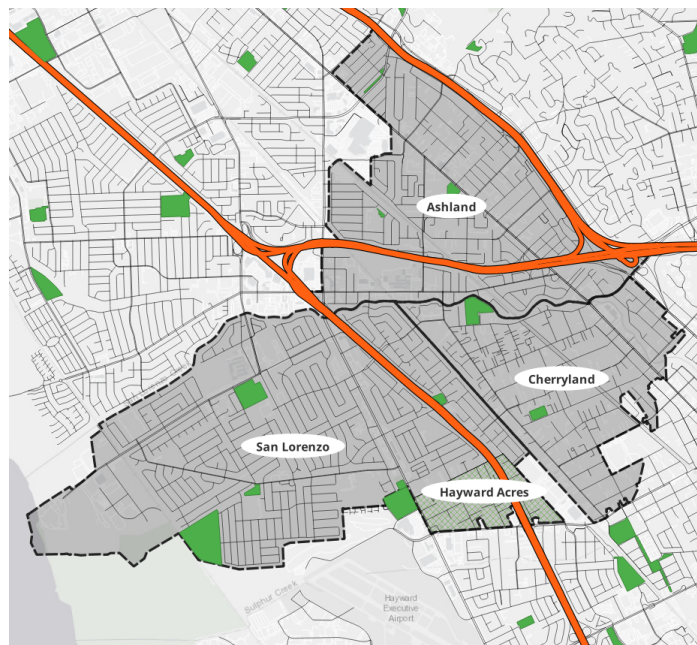 Ashland
Cherryland
San Lorenzo
Hayward Acres
Sulphur Creek
Hayward
Executive
Airport